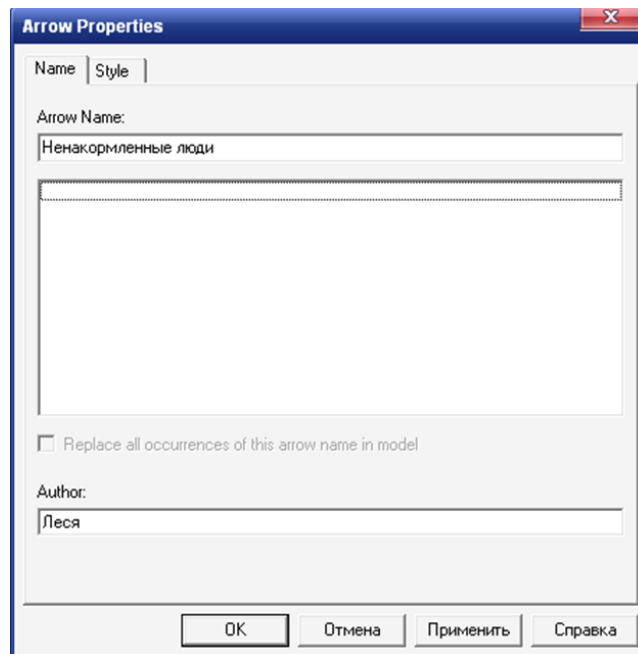 Arrow Properties
Name Style
Arrow Name:
Ненакормленные люди
Replace all occurrences of this arrow name in model
Author:
Леся
OK Отмена Применить Справка